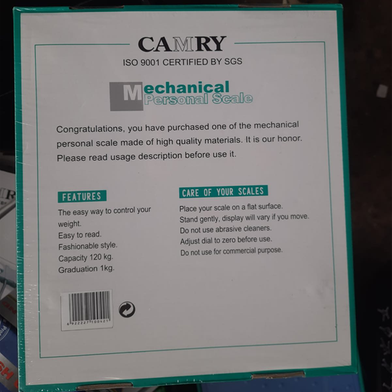 CAMRY
ISO 9001 CERTIFIED BY SGS
Mechanical
Personal Scale
Congratulations, you have purchased one of the mechanical
personal scale made of high quality materials. It is our honor.
Please read usage description before use it.
FEATURES
The easy way to control your
weight.
Easy to read.
Fashionable style.
Capacity 120 kg.
Graduation 1kg.
CARE OF YOUR SCALES
Place your scale on a flat surface.
Stand gently, display will vary if you move.
Do not use abrasive cleaners.
Adjust dial to zero before use.
Do not use for commercial purpose.